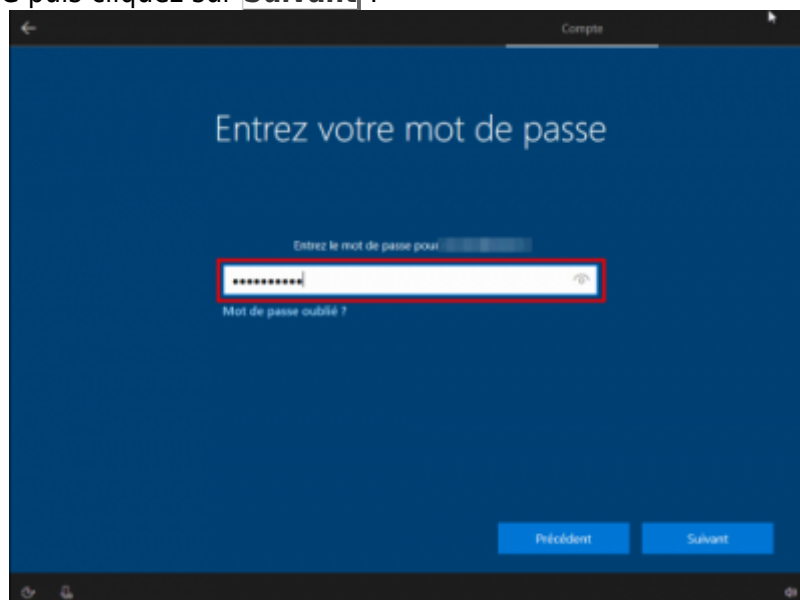 puis cliquez sur Suivant :
Compte
Entrez votre mot de passe
Entrez le mot de passe pour
••••••••••
Mot de passe oublié ?
Précédent
Suivant